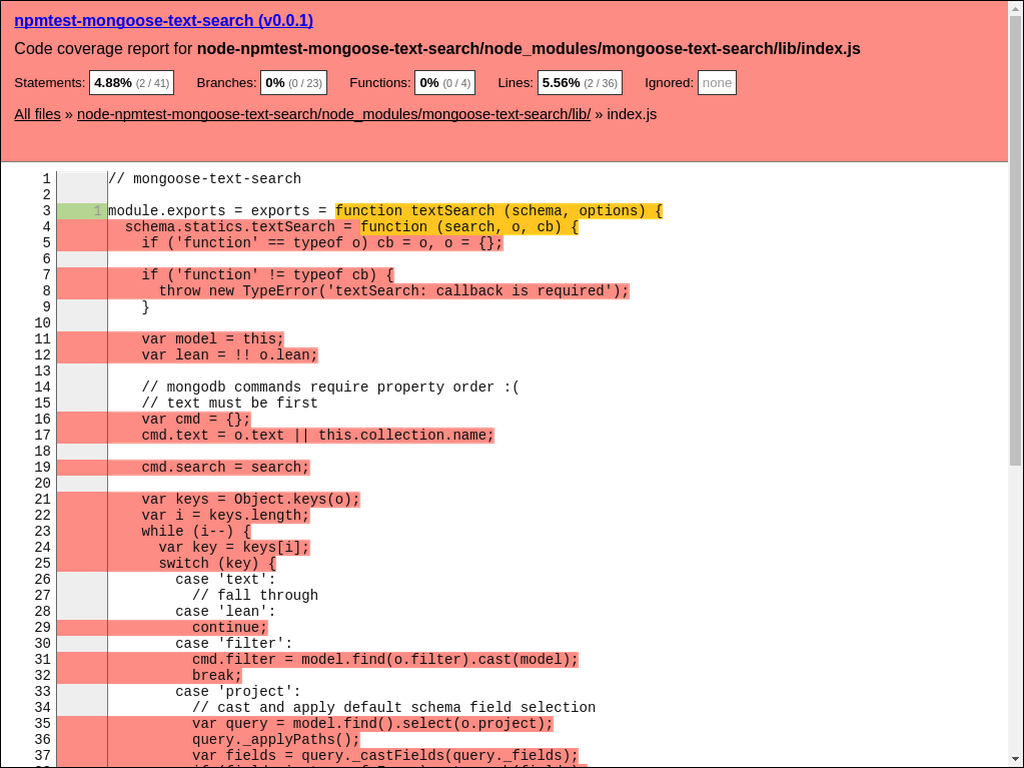 npmtest-mongoose-text-search (v0.0.1)
Code coverage report for node-npmtest-mongoose-text-search/node_modules/mongoose-text-search/lib/index.js
Statements: 4.88% (2 / 41) Branches: 0% (0 / 23) Functions: 0% (0 / 4) Lines: 5.56% (2 / 36) Ignored: none
All files » node-npmtest-mongoose-text-search/node_modules/mongoose-text-search/lib/ » index.js
1 // mongoose-text-search
2
3 1 module.exports = exports = function textSearch (schema, options) {
4 schema.statics.textSearch = function (search, o, cb) {
5 if ('function' == typeof o) cb = o, o = {};
6
7 if ('function' != typeof cb) {
8 throw new TypeError('textSearch: callback is required');
9 }
10
11 var model = this;
12 var lean = !! o.lean;
13
14 // mongodb commands require property order :(
15 // text must be first
16 var cmd = {};
17 cmd.text = o.text || this.collection.name;
18
19 cmd.search = search;
20
21 var keys = Object.keys(o);
22 var i = keys.length;
23 while (i--) {
24 var key = keys[i];
25 switch (key) {
26 case 'text':
27 // fall through
28 case 'lean':
29 continue;
30 case 'filter':
31 cmd.filter = model.find(o.filter).cast(model);
32 break;
33 case 'project':
34 // cast and apply default schema field selection
35 var query = model.find().select(o.project);
36 query._applyPaths();
37 var fields = query._castFields(query._fields);